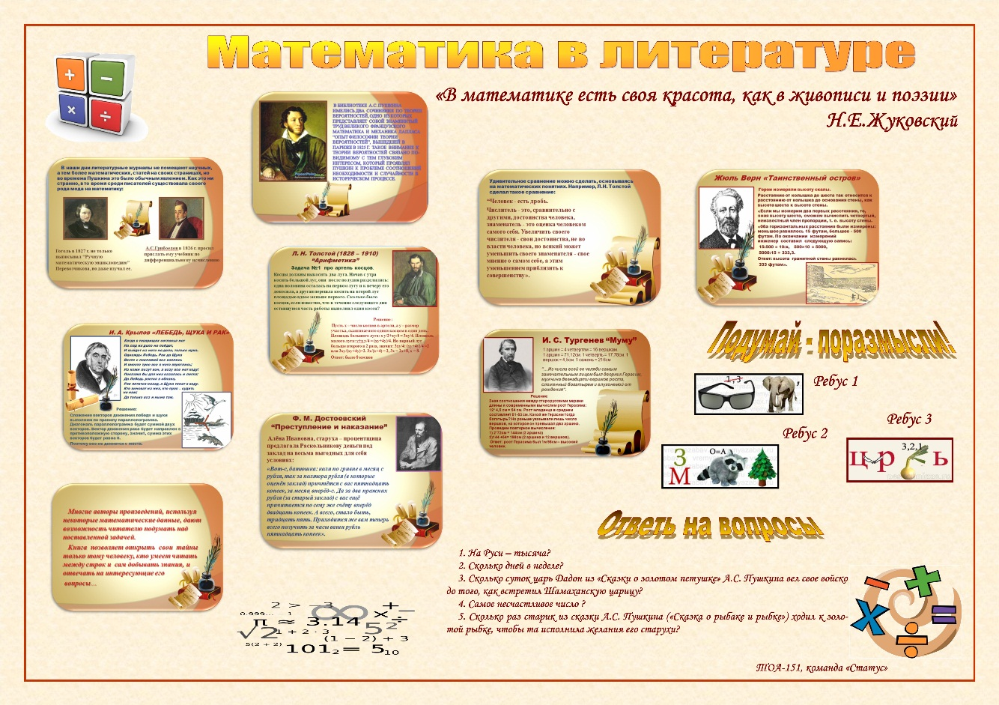 Математика в литературе
«В математике есть своя красота, как в живописи и поэзии»
Н.Е.Жуковский
+ −
× ÷
В БИБЛИОТЕКЕ А.С.ПУШКИНА
ИМЕЛИСЬ ДВА СОЧИНЕНИЯ ПО ТЕОРИИ
ВЕРОЯТНОСТЕЙ, ОДНО ИЗ КОТОРЫХ
ПРЕДСТАВЛЯЕТ СОБОЙ ЗНАМЕНИТЫЙ
ТРУД ВЕЛИКОГО ФРАНЦУЗСКОГО
МАТЕМАТИКА И МЕХАНИКА ЛАПЛАСА
"ОПЫТ ФИЛОСОФИИ ТЕОРИИ
ВЕРОЯТНОСТЕЙ", ВЫШЕДШЕЙ В
ПАРИЖЕ В 1825 Г. ТАКОЕ ВНИМАНИЕ К
ТЕОРИИ ВЕРОЯТНОСТЕЙ СВЯЗАНО ПО-
ВИДИМОМУ С ТЕМ ГЛУБОКИМ
ИНТЕРЕСОМ, КОТОРЫЙ ПРОЯВЛЯЛ
ПУШКИН К ПРОБЛЕМЕ СООТНОШЕНИЯ
НЕОБХОДИМОСТИ И СЛУЧАЙНОСТИ В
ИСТОРИЧЕСКОМ ПРОЦЕССЕ.
В наши дни литературные журналы не помещают научных,
а тем более математических, статей на своих страницах, но
во времена Пушкина это было обычным явлением. Как это ни
странно, в то время среди писателей существовала своего
рода мода на математику:
Гоголь в 1827 г. не только
выписывал "Ручную
математическую энциклопедию"
Перевозчикова, но даже изучал ее.
А.С.Грибоедов в 1826 г. просил
прислать ему учебник по
дифференциальному исчислению
Л. Н. Толстой (1828 – 1910)
"Арифметика"
Задача №1 про артель косцов.
Косцы должны выкосить два луга. Начав с утра
косить большой луг, они после полудня разделились:
одна половина осталась на первом лугу и к вечеру его
докосила, а другая перешла косить на второй луг
площадью вдвое меньше первого. Сколько было
косцов, если известно, что в течение следующего дня
оставшуюся часть работы выполнил один косец?
Решение:
Пусть х – число косцов в артели, а у – размер
участка, скашиваемого одним косцом в один день.
Ответ: было 8 косцов
Удивительное сравнение можно сделать, основываясь
на математических понятиях. Например, Л.Н. Толстой
сделал такое сравнение:
"Человек - есть дробь.
Числитель – это, сравнительно с
другими, достоинства человека,
знаменатель – это оценка человеком
самого себя. Увеличить своего
числителя - свои достоинства, не во
власти человека, но всякий может
уменьшить своего знаменателя - свое
мнение о самом себе, а этим
уменьшением приблизить к
совершенству».
Жюль Верн «Таинственный остров»
Герои измеряли высоту скалы.
Расстояние от колышка до шеста так относится к
расстоянию от колышка до основания стены, как
высота шеста к высоте стены.
«Если мы измерим два первых расстояния, то,
зная высоту шеста, сможем вычислить четвертый,
неизвестный член пропорции, т. е. высоту стены.
«Оба горизонтальных расстояния были измерены:
меньшее равнялось 15 футам, большее - 500
футам. По окончании измерений
инженер составил следующую запись:
15:500 = 10:х, 500×10 = 5000,
5000:15 = 333,3.
Ответ: высота гранитной стены равнялась
333 футам».
И. А. Крылов «ЛЕБЕДЬ, ЩУКА И РАК»
Когда в товарищах согласья нет
На лад их дело не пойдет,
И выйдет из него не дело, только мука.
Однажды Лебедь, Рак да Щука
Везти с поклажей воз взялись
И вместе трое все в него впряглись;
Из кожи лезут вон, а возу все нет ходу!
Поклажа бы для них казалась и легка:
Да Лебедь рвется в облака,
Рак пятится назад, а Щука тянет в воду.
Кто виноват из них, кто прав – судить
не нам;
Да только воз и ныне там.
Решение:
Сложение векторов движения лебедя и щуки
выполним по правилу параллелограмма.
Диагональ параллелограмма будет суммой двух
векторов. Вектор движения рака будет направлен в
противоположную сторону, значит, сумма этих
векторов будет равна 0.
Поэтому воз не движется с места.
И. С. Тургенев "Муму"
1 аршин = 4 четвертям = 16 вершкам.
1 аршин = 71,12см. 1 четверть = 17,78см. 1
вершок = 4,5см. 1 сажень = 216см
"…Из числа всей ее челяди самым
замечательным лицом был дворник Герасим,
мужчина двенадцати вершков роста,
сложенный богатырем и глухонемой от
рождения".
Решение:
Ф. М. Достоевский
"Преступление и наказание"
Алёна Ивановна, старуха – процентщица
предлагала Раскольникову деньги под
заклад на весьма выгодных для себя
условиях:
«Вот-с, батюшка: коли по гривне в месяц с
рубля, так за полтора рубля (в которые
оценён заклад) причтётся с вас пятнадцать
копеек, за месяц вперёд-с. Да за два прежних
рубля (за старый заклад) с вас ещё
причитается по сему же счёту вперёд
двадцать копеек. А всего, стало быть,
тридцать пять. Приходится же вам теперь
всего получить за часы ваши рубль
пятнадцать копеек».
Многие авторы произведений, используя
некоторые математические данные, дают
возможность читателю подумать над
поставленной задачей.
Книга позволяет открыть свои тайны
только тому человеку, кто умеет читать
между строк и сам добывать знания, и
отвечать на интересующие его
вопросы…
Подумай - поразмысли!
1, 3
Ребус 1
Ребус 2
З
М
О=А
Ребус 3
ц р 3,2,1 ь
Ответь на вопросы
1. На Руси – тысяча?
2. Сколько дней в неделе?
3. Сколько суток царь Дадон из «Сказки о золотом петушке» А.С. Пушкина вел свое войско
до того, как встретил Шамаханскую царицу?
4. Самое несчастливое число ?
5. Сколько раз старик из сказки А.С. Пушкина («Сказка о рыбаке и рыбке») ходил к золо-
той рыбке, чтобы та исполнила желания его старухи?
2 > −3 ∞
π ≈ 3.14 5²
√2 1 + 2 · 3
5(2 + 2) (1 − 2) + 3
101₂ = 5₁₀
ТОА-151, команда «Статус»